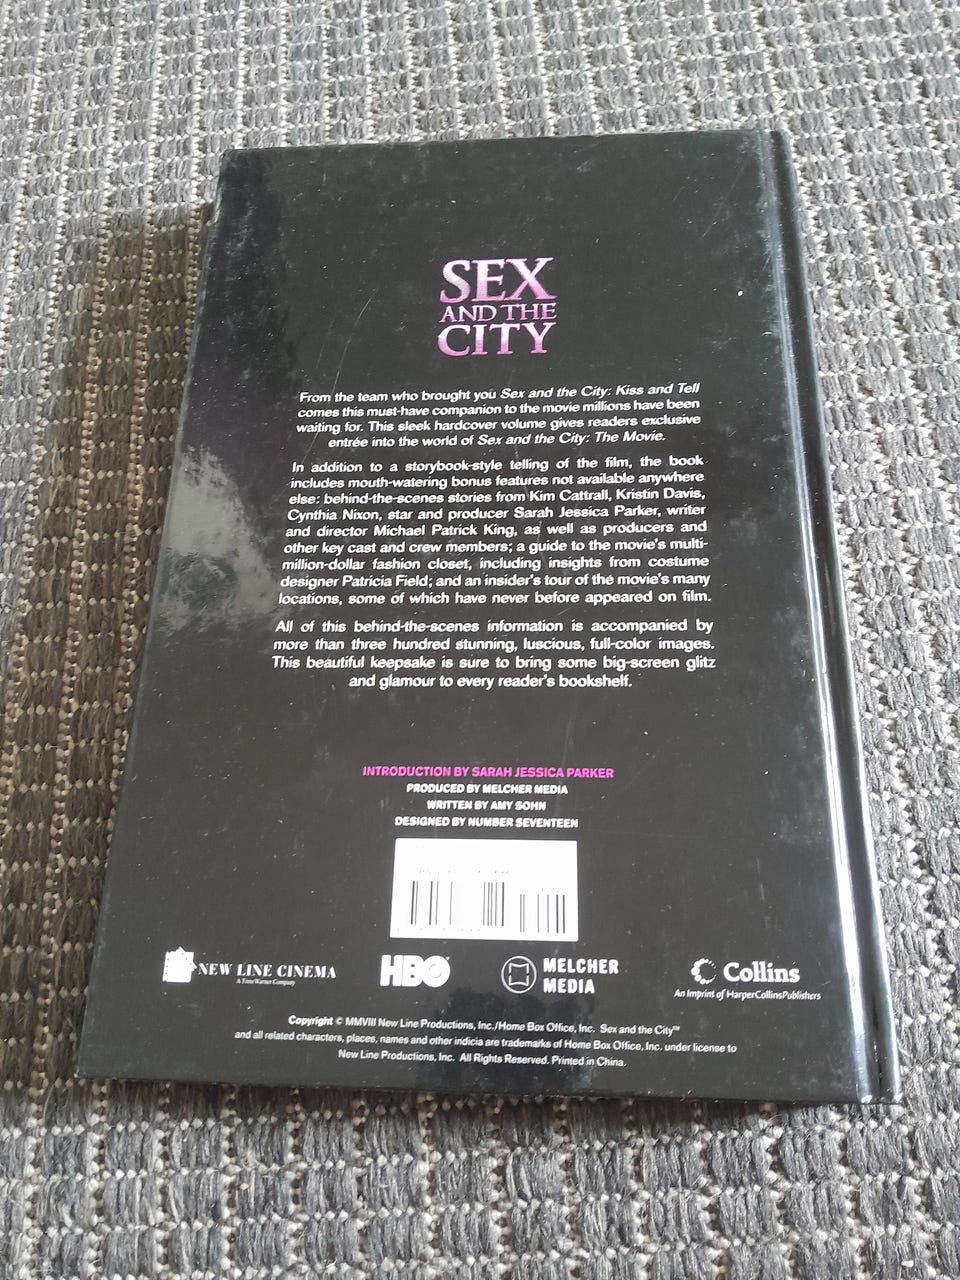 SEX
AND THE
CITY
From the team who brought you Sex and the City: Kiss and Tell
comes this must-have companion to the movie millions have been
waiting for. This sleek hardcover volume gives readers exclusive
entrée into the world of Sex and the City: The Movie.
In addition to a storybook-style telling of the film, the book
includes mouth-watering bonus features not available anywhere
else: behind-the-scenes stories from Kim Cattrall, Kristin Davis,
Cynthia Nixon, star and producer Sarah Jessica Parker, writer
and director Michael Patrick King, as well as producers and
other key cast and crew members; a guide to the movie's multi-
million-dollar fashion closet, including insights from costume
designer Patricia Field; and an insider's tour of the movie's many
locations, some of which have never before appeared on film.
All of this behind-the-scenes information is accompanied by
more than three hundred stunning, luscious, full-color images.
This beautiful keepsake is sure to bring some big-screen glitz
and glamour to every reader's bookshelf.
INTRODUCTION BY SARAH JESSICA PARKER
PRODUCED BY MELCHER MEDIA
WRITTEN BY AMY SOHN
DESIGNED BY NUMBER SEVENTEEN
NEW LINE CINEMA
A Time Warner Company
HBO
MELCHER
MEDIA
Collins
An Imprint of HarperCollinsPublishers
Copyright © MMVIII New Line Productions, Inc./Home Box Office, Inc. Sex and the City™
and all related characters, places, names and other indicia are trademarks of Home Box Office, Inc. under license to
New Line Productions, Inc. All Rights Reserved. Printed in China.